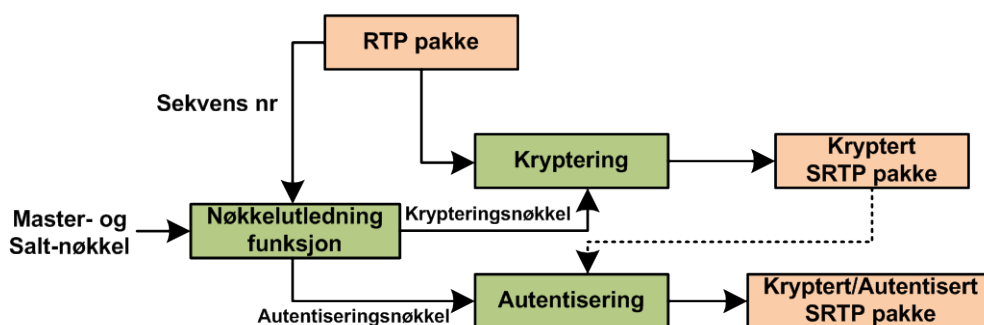 RTP pakke
Sekvens nr
Kryptering
Kryptert
SRTP pakke
Master- og
Salt-nøkkel
Nøkkelutledning
funksjon
Krypteringsnøkkel
Autentiseringsnøkkel
Autentisering
Kryptert/Autentisert
SRTP pakke